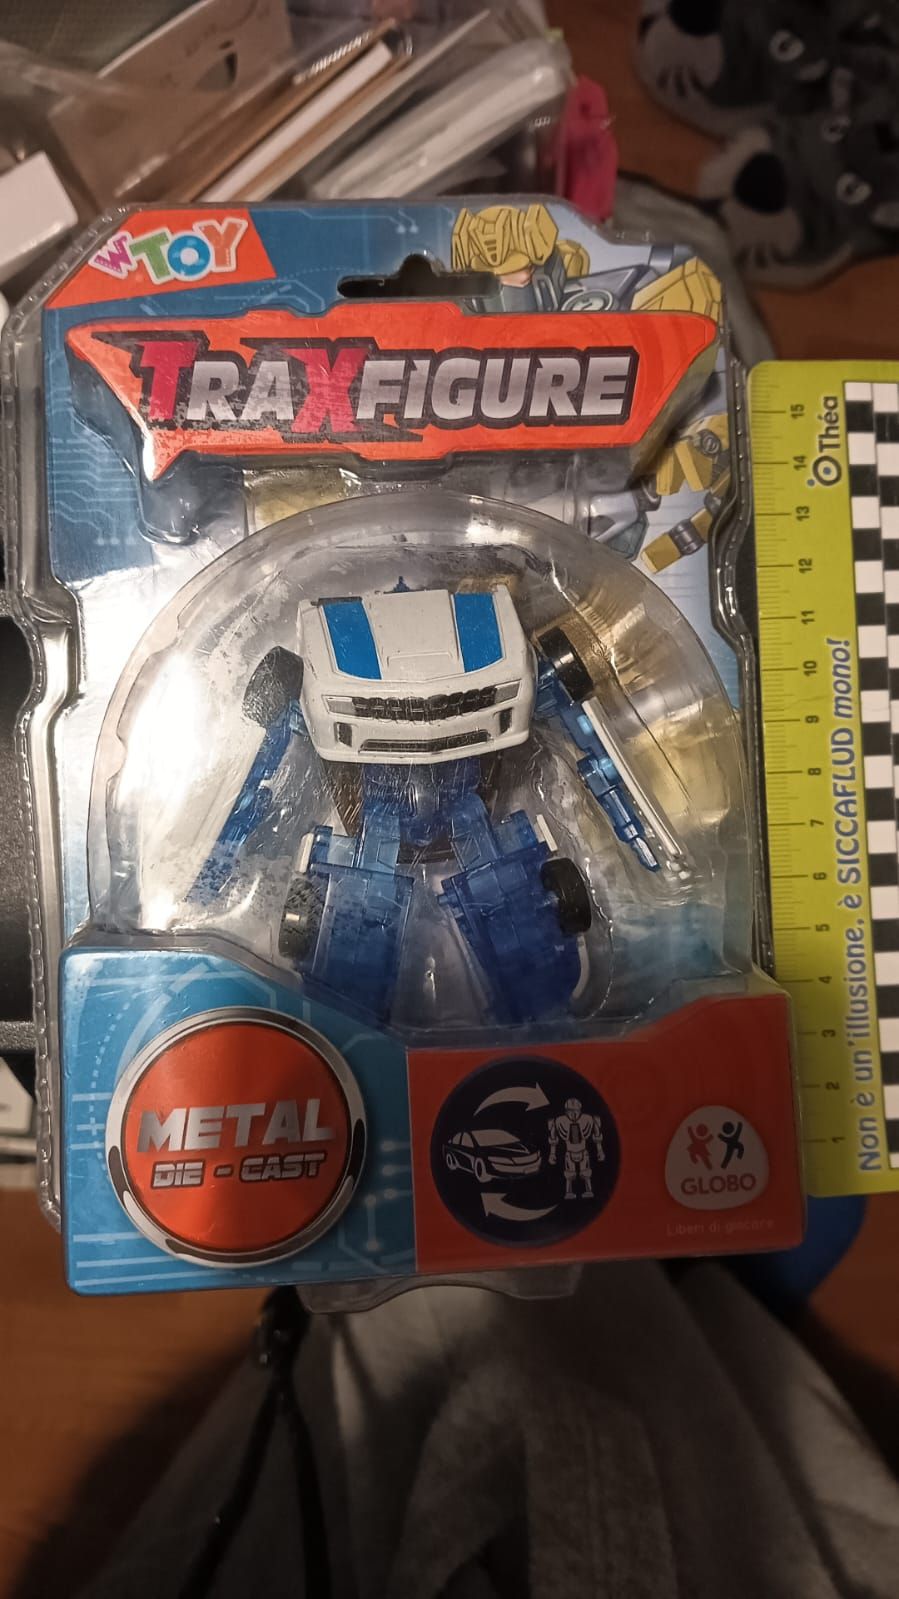 WTOY
TRAXFIGURE
METAL
DIE - CAST
GLOBO
Liberi di giocare
15
14
13
12
11
10
9
8
7
6
5
4
3
2
1
Théa
Non è un'illusione, è SICCAFLUD mono!